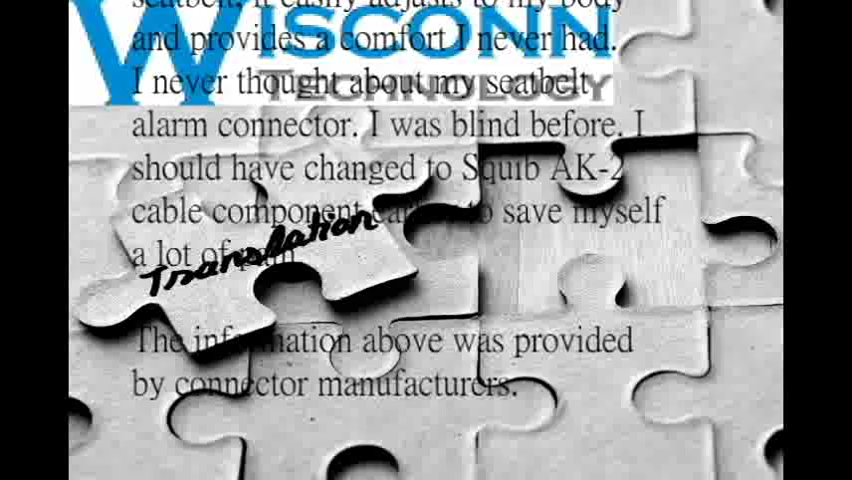 seatbelt, it easily adjusts to my body
WISCONN
and provides a comfort I never had.
I never thought about my seatbelt
TECHNOLOGY
alarm connector. I was blind before. I
should have changed to Squib AK-2
cable component earlier to save myself
a lot of pain.
Translation
The information above was provided
by connector manufacturers.